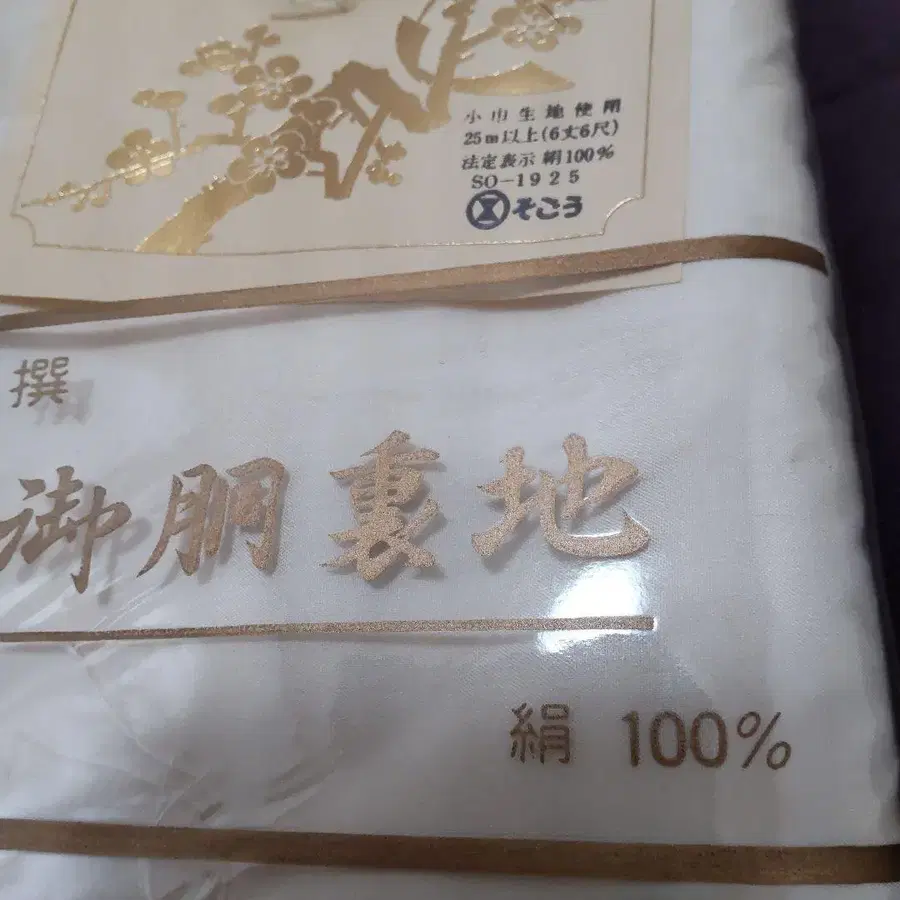 小巾生地使用
25m以上(6丈6尺)
法定表示 絹100%
SO-1925
そごう
撰
御胴裏地
絹 100%